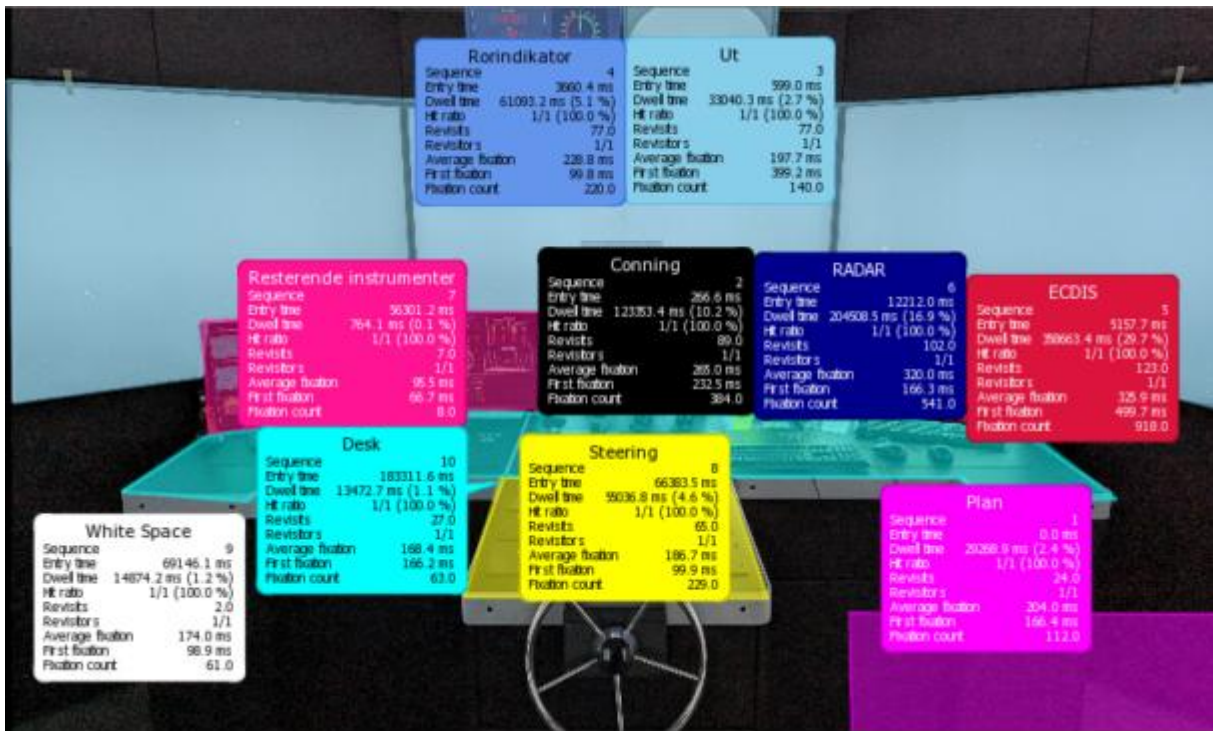 Rorindikator
Sequence 4
Entry time 3660.4 ms
Dwell time 61093.2 ms (5.1 %)
Hit ratio 1/1 (100.0 %)
Revisits 77.0
Revisitors 1/1
Average fixation 228.8 ms
First fixation 99.8 ms
Fixation count 220.0
Ut
Sequence 3
Entry time 599.0 ms
Dwell time 33040.3 ms (2.7 %)
Hit ratio 1/1 (100.0 %)
Revisits 77.0
Revisitors 1/1
Average fixation 197.7 ms
First fixation 399.2 ms
Fixation count 140.0
Resterende instrumenter
Sequence 7
Entry time 56301.2 ms
Dwell time 764.1 ms (0.1 %)
Hit ratio 1/1 (100.0 %)
Revisits 7.0
Revisitors 1/1
Average fixation 95.5 ms
First fixation 66.7 ms
Fixation count 8.0
Conning
Sequence 2
Entry time 266.6 ms
Dwell time 123353.4 ms (10.2 %)
Hit ratio 1/1 (100.0 %)
Revisits 89.0
Revisitors 1/1
Average fixation 265.0 ms
First fixation 232.5 ms
Fixation count 384.0
RADAR
Sequence 6
Entry time 12212.0 ms
Dwell time 204508.5 ms (16.9 %)
Hit ratio 1/1 (100.0 %)
Revisits 102.0
Revisitors 1/1
Average fixation 320.0 ms
First fixation 166.3 ms
Fixation count 541.0
ECDIS
Sequence 5
Entry time 5157.7 ms
Dwell time 358663.4 ms (29.7 %)
Hit ratio 1/1 (100.0 %)
Revisits 123.0
Revisitors 1/1
Average fixation 325.9 ms
First fixation 499.7 ms
Fixation count 918.0
Desk
Sequence 10
Entry time 183311.6 ms
Dwell time 13472.7 ms (1.1 %)
Hit ratio 1/1 (100.0 %)
Revisits 27.0
Revisitors 1/1
Average fixation 168.4 ms
First fixation 166.2 ms
Fixation count 63.0
Steering
Sequence 8
Entry time 66383.5 ms
Dwell time 55036.8 ms (4.6 %)
Hit ratio 1/1 (100.0 %)
Revisits 65.0
Revisitors 1/1
Average fixation 186.7 ms
First fixation 99.9 ms
Fixation count 229.0
White Space
Sequence 9
Entry time 69146.1 ms
Dwell time 14874.2 ms (1.2 %)
Hit ratio 1/1 (100.0 %)
Revisits 2.0
Revisitors 1/1
Average fixation 174.0 ms
First fixation 98.9 ms
Fixation count 61.0
Plan
Sequence 1
Entry time 0.0 ms
Dwell time 29268.9 ms (2.4 %)
Hit ratio 1/1 (100.0 %)
Revisits 24.0
Revisitors 1/1
Average fixation 204.0 ms
First fixation 166.4 ms
Fixation count 112.0